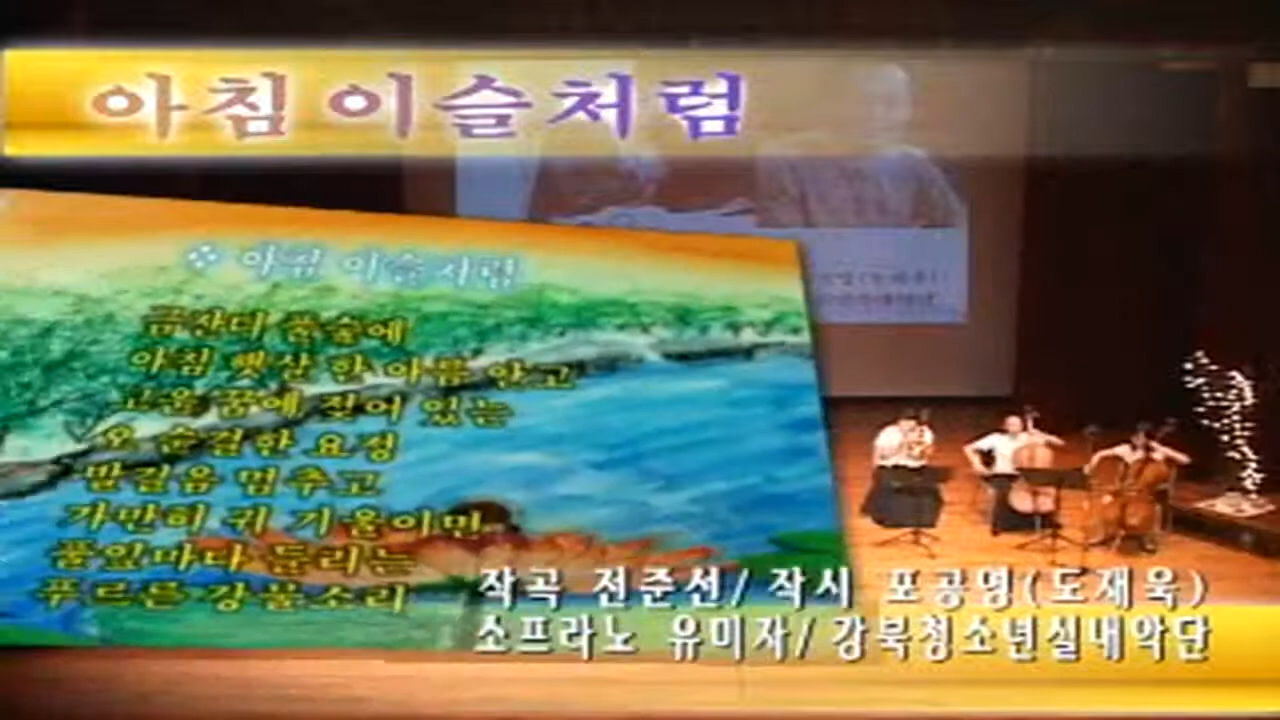 아침 이슬처럼
아침 이슬처럼
금잔디 풀숲에
아침 햇살 한 아름 안고
고운 꿈에 젖어 있는
오 순결한 요정
발걸음 멈추고
가만히 귀 기울이면
풀잎마다 들리는
푸르른 강물소리
작곡 전준선/ 작시 포공영(도재욱)
소프라노 유미자/ 강북청소년실내악단